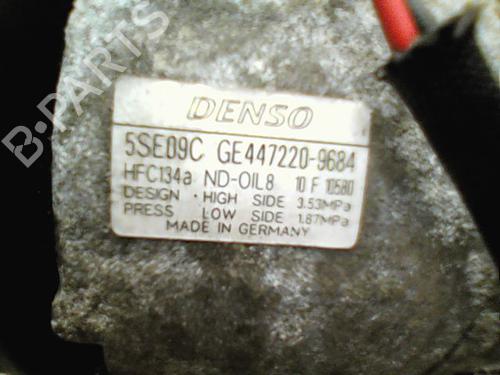 B-PARTS
DENSO
5SE09C GE447220-9684
HFC134a ND-OIL8 10 F 10580
DESIGN · HIGH SIDE 3.53MPa
PRESS LOW SIDE 1.87MPa
MADE IN GERMANY